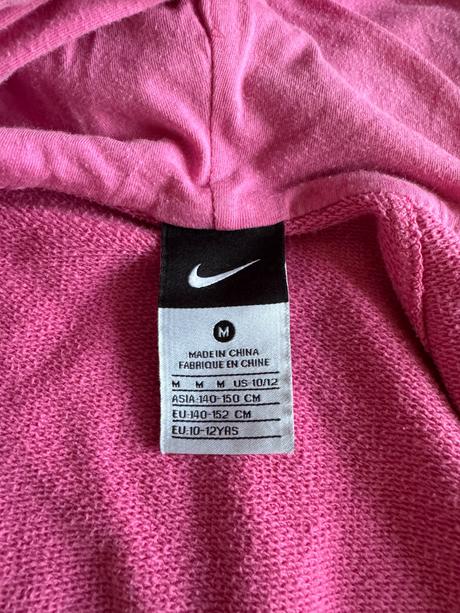 M
MADE IN CHINA
FABRIQUE EN CHINE
M M M US-10/12
ASIA:140-150 CM
EU:140-152 CM
EU:10-12YRS